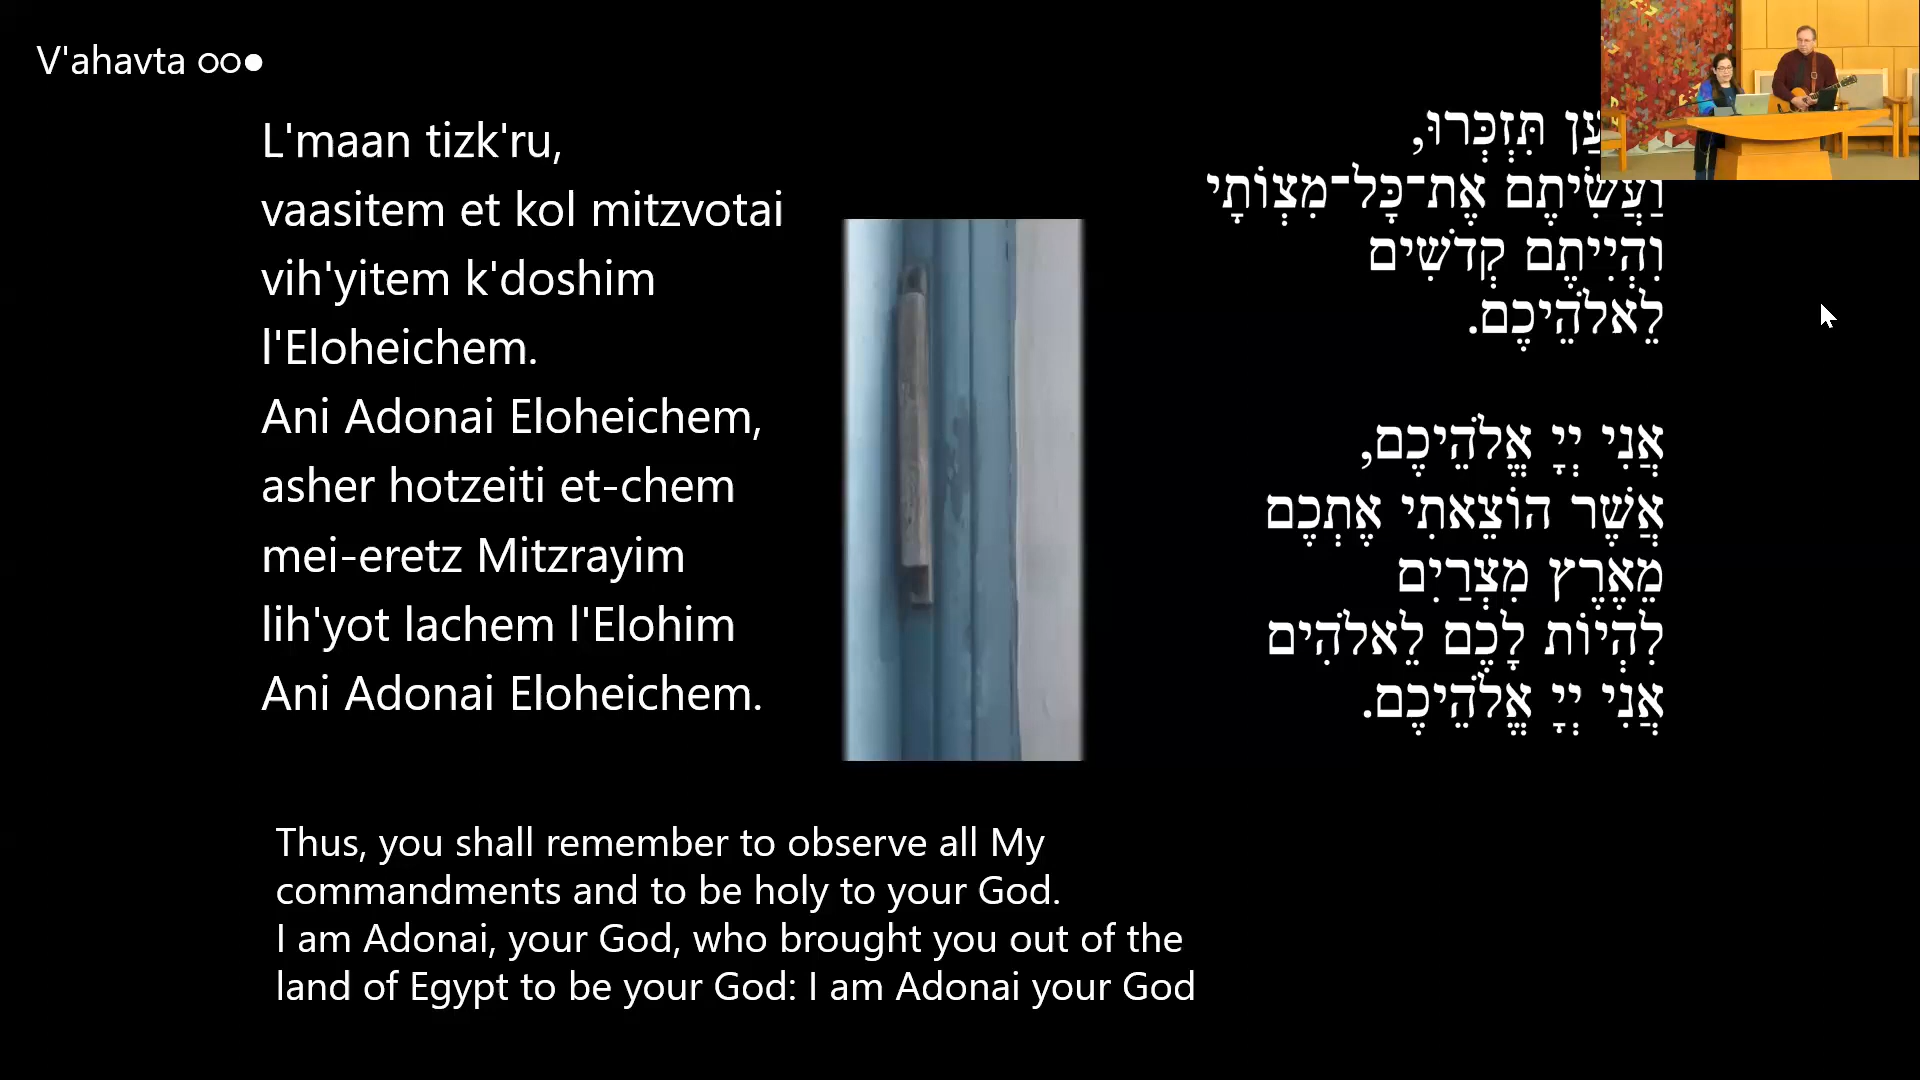 V'ahavta ○○●
L'maan tizk'ru,
vaasitem et kol mitzvotai
vih'yitem k'doshim
l'Eloheichem.
Ani Adonai Eloheichem,
asher hotzeiti et-chem
mei-eretz Mitzrayim
lih'yot lachem l'Elohim
Ani Adonai Eloheichem.
תִּזְכְּרוּ,
וַעֲשִׂיתֶם אֶת־כָּל־מִצְוֹתָי
וִהְיִיתֶם קְדֹשִׁים
לֵאלֹהֵיכֶם.
אֲנִי יְיָ אֱלֹהֵיכֶם,
אֲשֶׁר הוֹצֵאתִי אֶתְכֶם
מֵאֶרֶץ מִצְרַיִם
לִהְיוֹת לָכֶם לֵאלֹהִים
אֲנִי יְיָ אֱלֹהֵיכֶם.
Thus, you shall remember to observe all My
commandments and to be holy to your God.
I am Adonai, your God, who brought you out of the
land of Egypt to be your God: I am Adonai your God